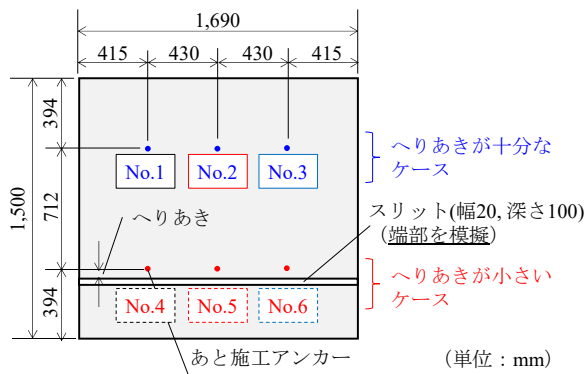 1,690
415
430
430
415
394
712
394
1,500
No.1
No.2
No.3
へりあきが十分な
ケース
スリット(幅20, 深さ100)
（端部を模擬）
へりあき
へりあきが小さい
ケース
No.4
No.5
No.6
あと施工アンカー
（単位：mm）